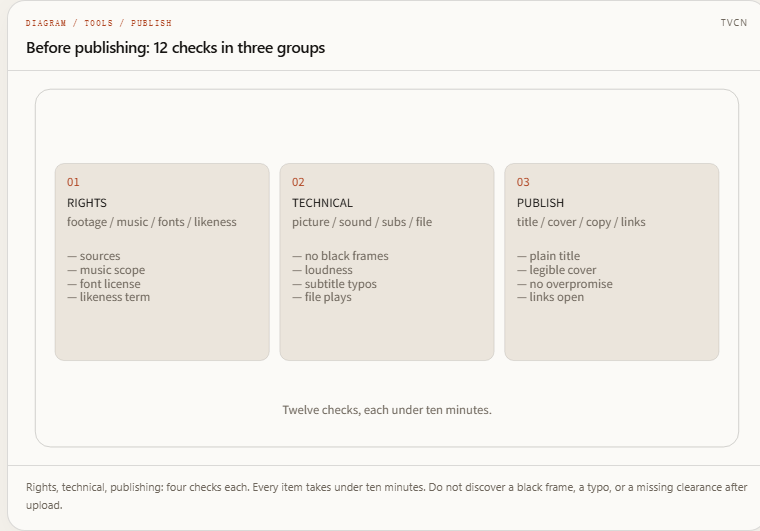 DIAGRAM / TOOLS / PUBLISH
TVCN
Before publishing: 12 checks in three groups
01
RIGHTS
footage / music / fonts / likeness
— sources
— music scope
— font license
— likeness term
02
TECHNICAL
picture / sound / subs / file
— no black frames
— loudness
— subtitle typos
— file plays
03
PUBLISH
title / cover / copy / links
— plain title
— legible cover
— no overpromise
— links open
Twelve checks, each under ten minutes.
Rights, technical, publishing: four checks each. Every item takes under ten minutes. Do not discover a black frame, a typo, or a missing clearance after
upload.